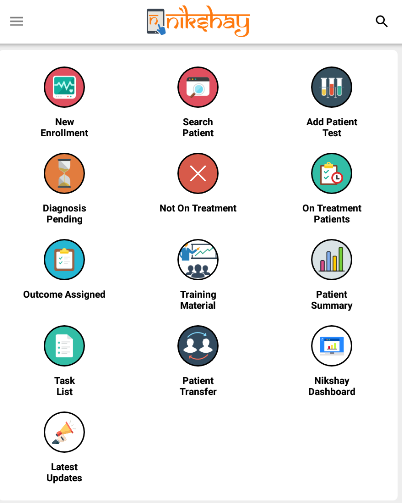 nikshay
New
Enrollment
Search
Patient
Add Patient
Test
Diagnosis
Pending
Not On Treatment
On Treatment
Patients
Outcome Assigned
Training
Material
Patient
Summary
Task
List
Patient
Transfer
Nikshay
Dashboard
Latest
Updates